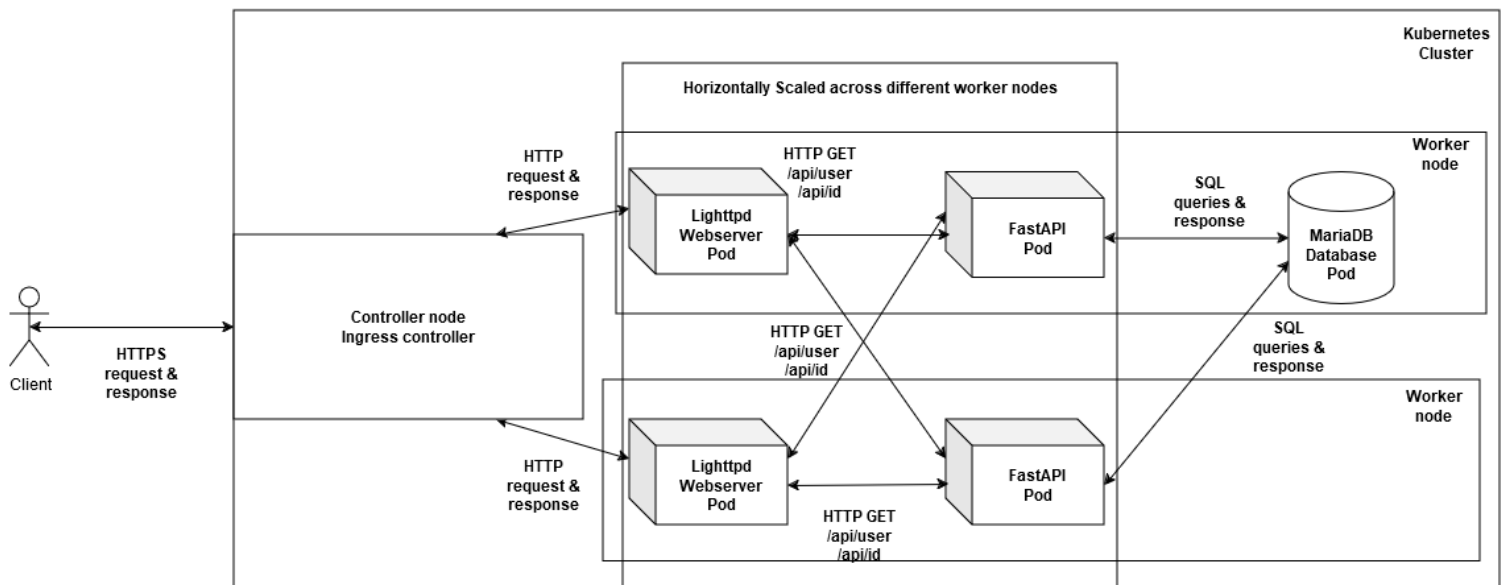 Kubernetes
Cluster
Horizontally Scaled across different worker nodes
Worker
node
HTTP
request &
response
HTTP GET
/api/user
/api/id
Lighttpd
Webserver
Pod
FastAPI
Pod
SQL
queries &
response
MariaDB
Database
Pod
Controller node
Ingress controller
HTTPS
request &
response
Client
HTTP GET
/api/user
/api/id
SQL
queries &
response
Worker
node
HTTP
request &
response
Lighttpd
Webserver
Pod
FastAPI
Pod
HTTP GET
/api/user
/api/id